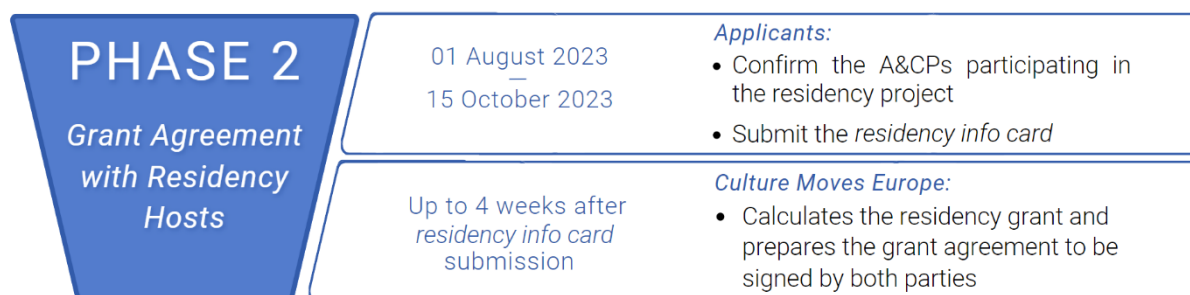 PHASE 2
Grant Agreement
with Residency
Hosts
01 August 2023
—
15 October 2023
Applicants:
• Confirm the A&CPs participating in
the residency project
• Submit the residency info card
Up to 4 weeks after
residency info card
submission
Culture Moves Europe:
• Calculates the residency grant and
prepares the grant agreement to be
signed by both parties